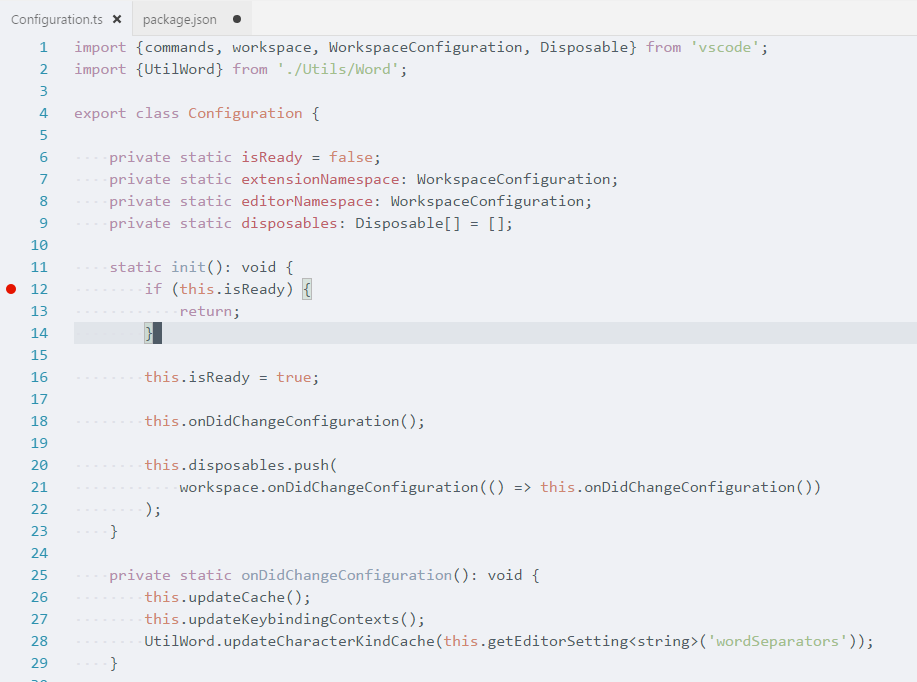 Configuration.ts × package.json ●
1 import {commands, workspace, WorkspaceConfiguration, Disposable} from 'vscode';
2 import {UtilWord} from './Utils/Word';
3
4 export class Configuration {
5
6     private static isReady = false;
7     private static extensionNamespace: WorkspaceConfiguration;
8     private static editorNamespace: WorkspaceConfiguration;
9     private static disposables: Disposable[] = [];
10
11     static init(): void {
12         if (this.isReady) {
13             return;
14         }
15
16         this.isReady = true;
17
18         this.onDidChangeConfiguration();
19
20         this.disposables.push(
21             workspace.onDidChangeConfiguration(() => this.onDidChangeConfiguration())
22         );
23     }
24
25     private static onDidChangeConfiguration(): void {
26         this.updateCache();
27         this.updateKeybindingContexts();
28         UtilWord.updateCharacterKindCache(this.getEditorSetting<string>('wordSeparators'));
29     }